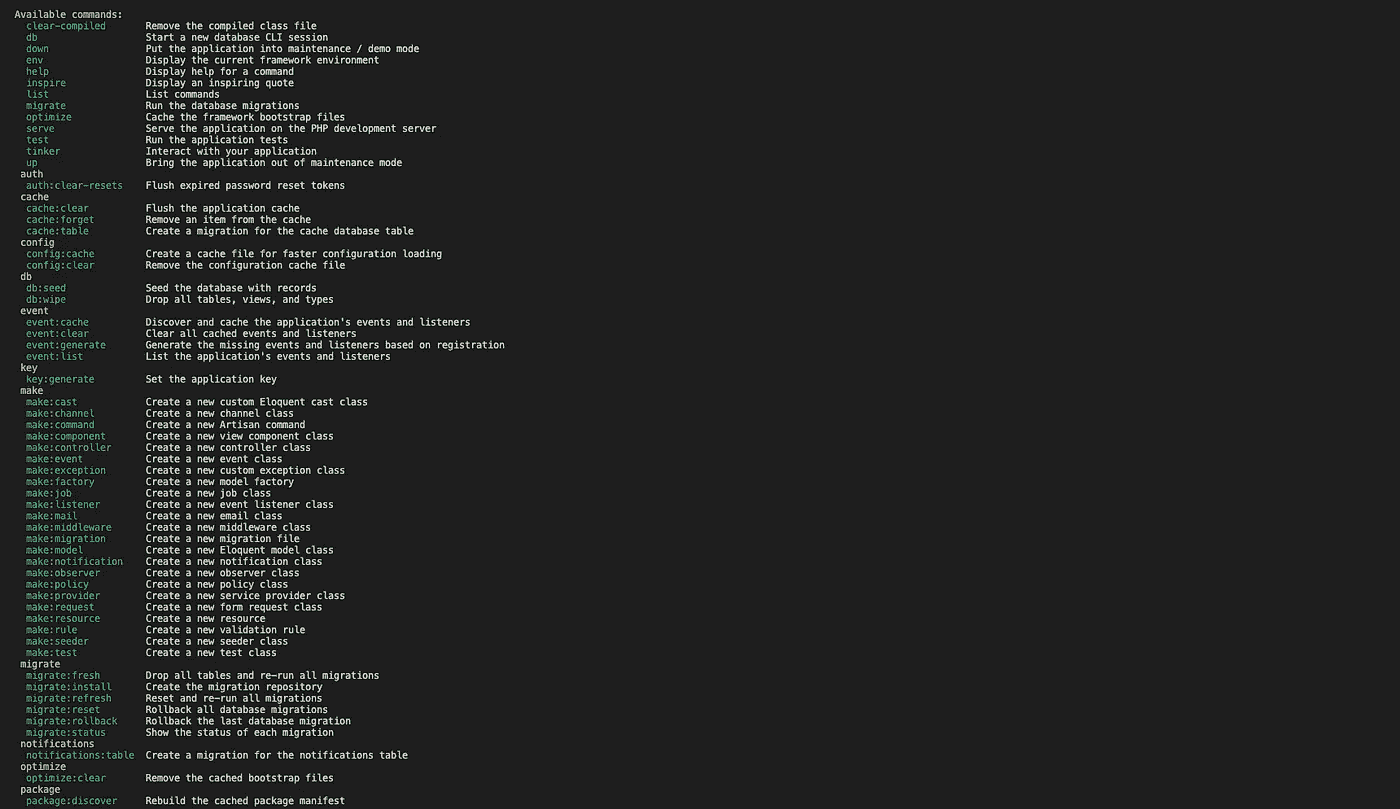 Available commands:
clear-compiled Remove the compiled class file
db Start a new database CLI session
down Put the application into maintenance / demo mode
env Display the current framework environment
help Display help for a command
inspire Display an inspiring quote
list List commands
migrate Run the database migrations
optimize Cache the framework bootstrap files
serve Serve the application on the PHP development server
test Run the application tests
tinker Interact with your application
up Bring the application out of maintenance mode
auth
auth:clear-resets Flush expired password reset tokens
cache
cache:clear Flush the application cache
cache:forget Remove an item from the cache
cache:table Create a migration for the cache database table
config
config:cache Create a cache file for faster configuration loading
config:clear Remove the configuration cache file
db
db:seed Seed the database with records
db:wipe Drop all tables, views, and types
event
event:cache Discover and cache the application's events and listeners
event:clear Clear all cached events and listeners
event:generate Generate the missing events and listeners based on registration
event:list List the application's events and listeners
key
key:generate Set the application key
make
make:cast Create a new custom Eloquent cast class
make:channel Create a new channel class
make:command Create a new Artisan command
make:component Create a new view component class
make:controller Create a new controller class
make:event Create a new event class
make:exception Create a new custom exception class
make:factory Create a new model factory
make:job Create a new job class
make:listener Create a new event listener class
make:mail Create a new email class
make:middleware Create a new middleware class
make:migration Create a new migration file
make:model Create a new Eloquent model class
make:notification Create a new notification class
make:observer Create a new observer class
make:policy Create a new policy class
make:provider Create a new service provider class
make:request Create a new form request class
make:resource Create a new resource
make:rule Create a new validation rule
make:seeder Create a new seeder class
make:test Create a new test class
migrate
migrate:fresh Drop all tables and re-run all migrations
migrate:install Create the migration repository
migrate:refresh Reset and re-run all migrations
migrate:reset Rollback all database migrations
migrate:rollback Rollback the last database migration
migrate:status Show the status of each migration
notifications
notifications:table Create a migration for the notifications table
optimize
optimize:clear Remove the cached bootstrap files
package
package:discover Rebuild the cached package manifest